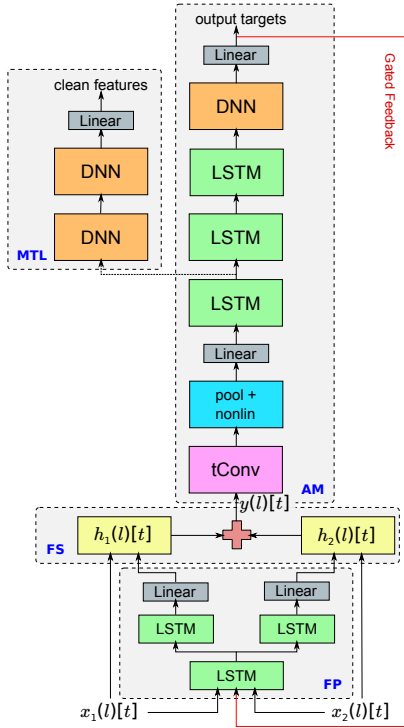 output targets
Linear
DNN
LSTM
LSTM
LSTM
Linear
pool +
nonlin
tConv
AM
Gated Feedback
clean features
Linear
DNN
DNN
MTL
y(l)[t]
h₁(l)[t]
h₂(l)[t]
FS
Linear
Linear
LSTM
LSTM
LSTM
FP
x₁(l)[t]
x₂(l)[t]